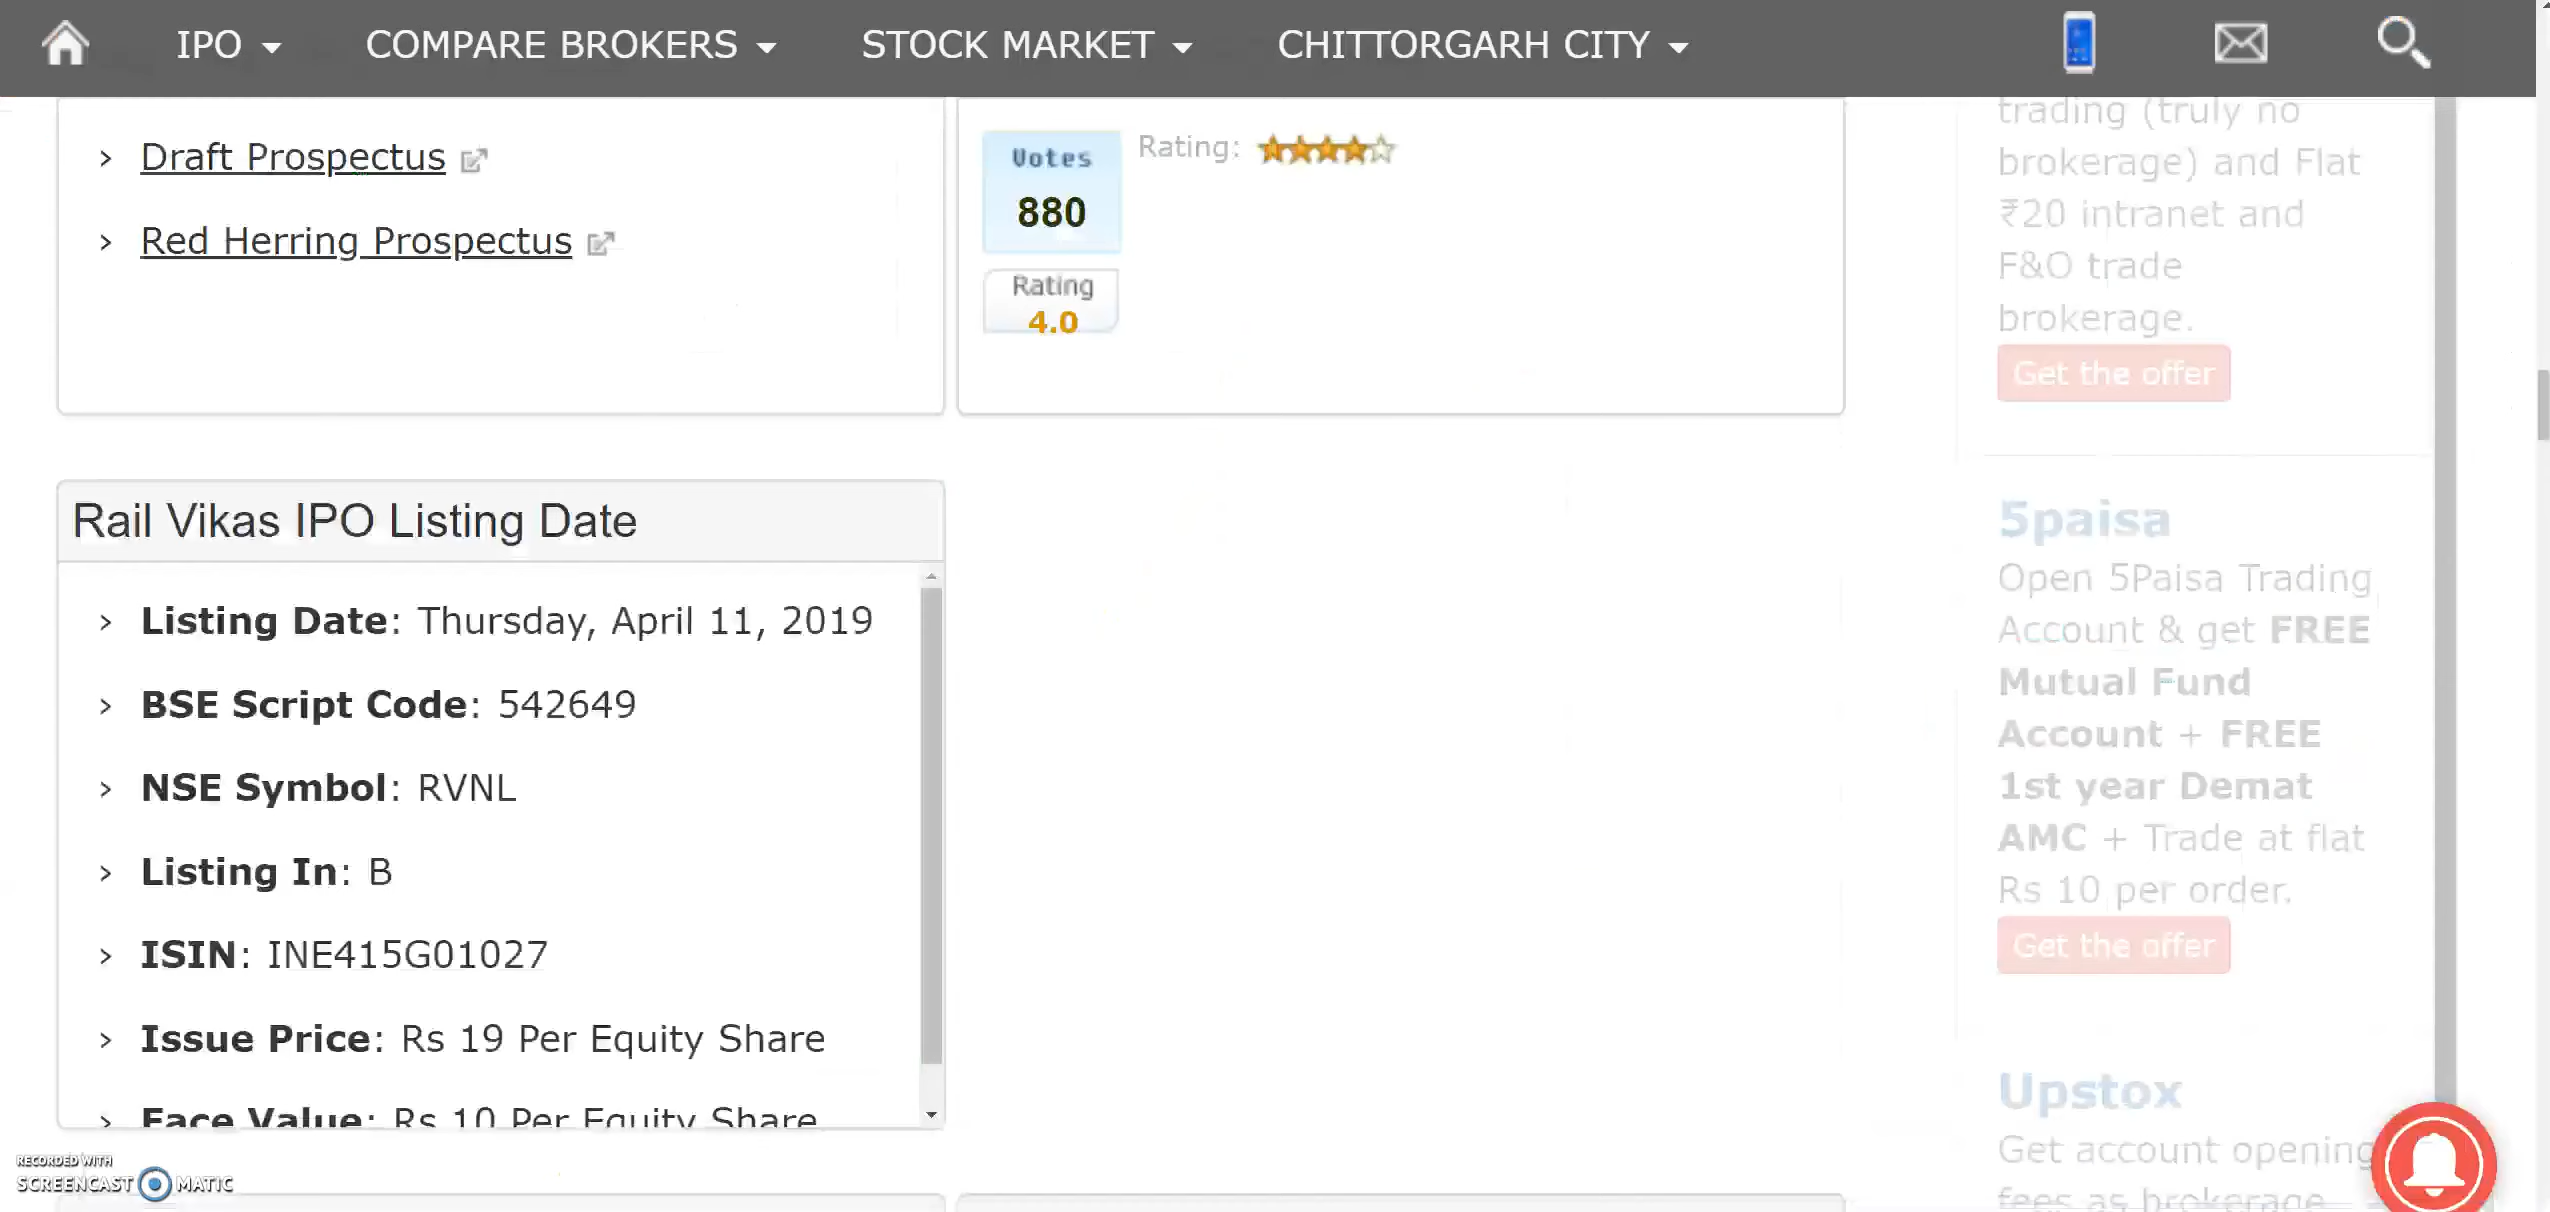 IPO COMPARE BROKERS STOCK MARKET CHITTORGARH CITY
Draft Prospectus
Red Herring Prospectus
Votes
880
Rating
4.0
Rating:
Rail Vikas IPO Listing Date
Listing Date: Thursday, April 11, 2019
BSE Script Code: 542649
NSE Symbol: RVNL
Listing In: B
ISIN: INE415G01027
Issue Price: Rs 19 Per Equity Share
Face Value: Rs 10 Per Equity Share
trading (truly no
brokerage) and Flat
₹20 intranet and
F&O trade
brokerage.
Get the offer
5paisa
Open 5Paisa Trading
Account & get FREE
Mutual Fund
Account + FREE
1st year Demat
AMC + Trade at flat
Rs 10 per order.
Get the offer
Upstox
Get account opening
fees as brokerage
RECORDED WITH
SCREENCAST MATIC